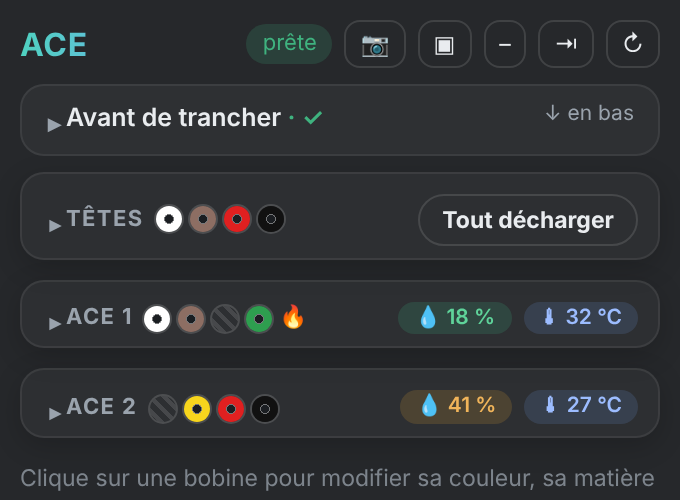 ACE prête
Avant de trancher · ✓ ↓ en bas
TÊTES Tout décharger
ACE 1 18 % 32 °C
ACE 2 41 % 27 °C
Clique sur une bobine pour modifier sa couleur, sa matière